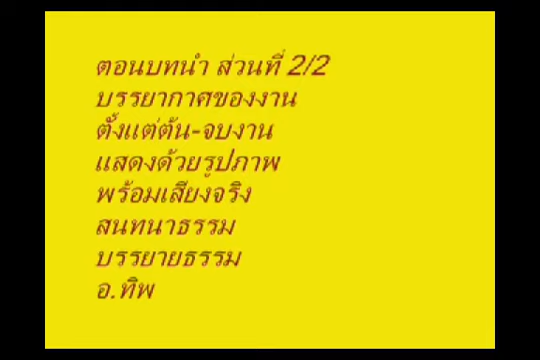 ตอนบทนำ ส่วนที่ 2/2
บรรยากาศของงาน
ตั้งแต่ต้น-จบงาน
แสดงด้วยรูปภาพ
พร้อมเสียงจริง
สนทนาธรรม
บรรยายธรรม
อ.ทิพ